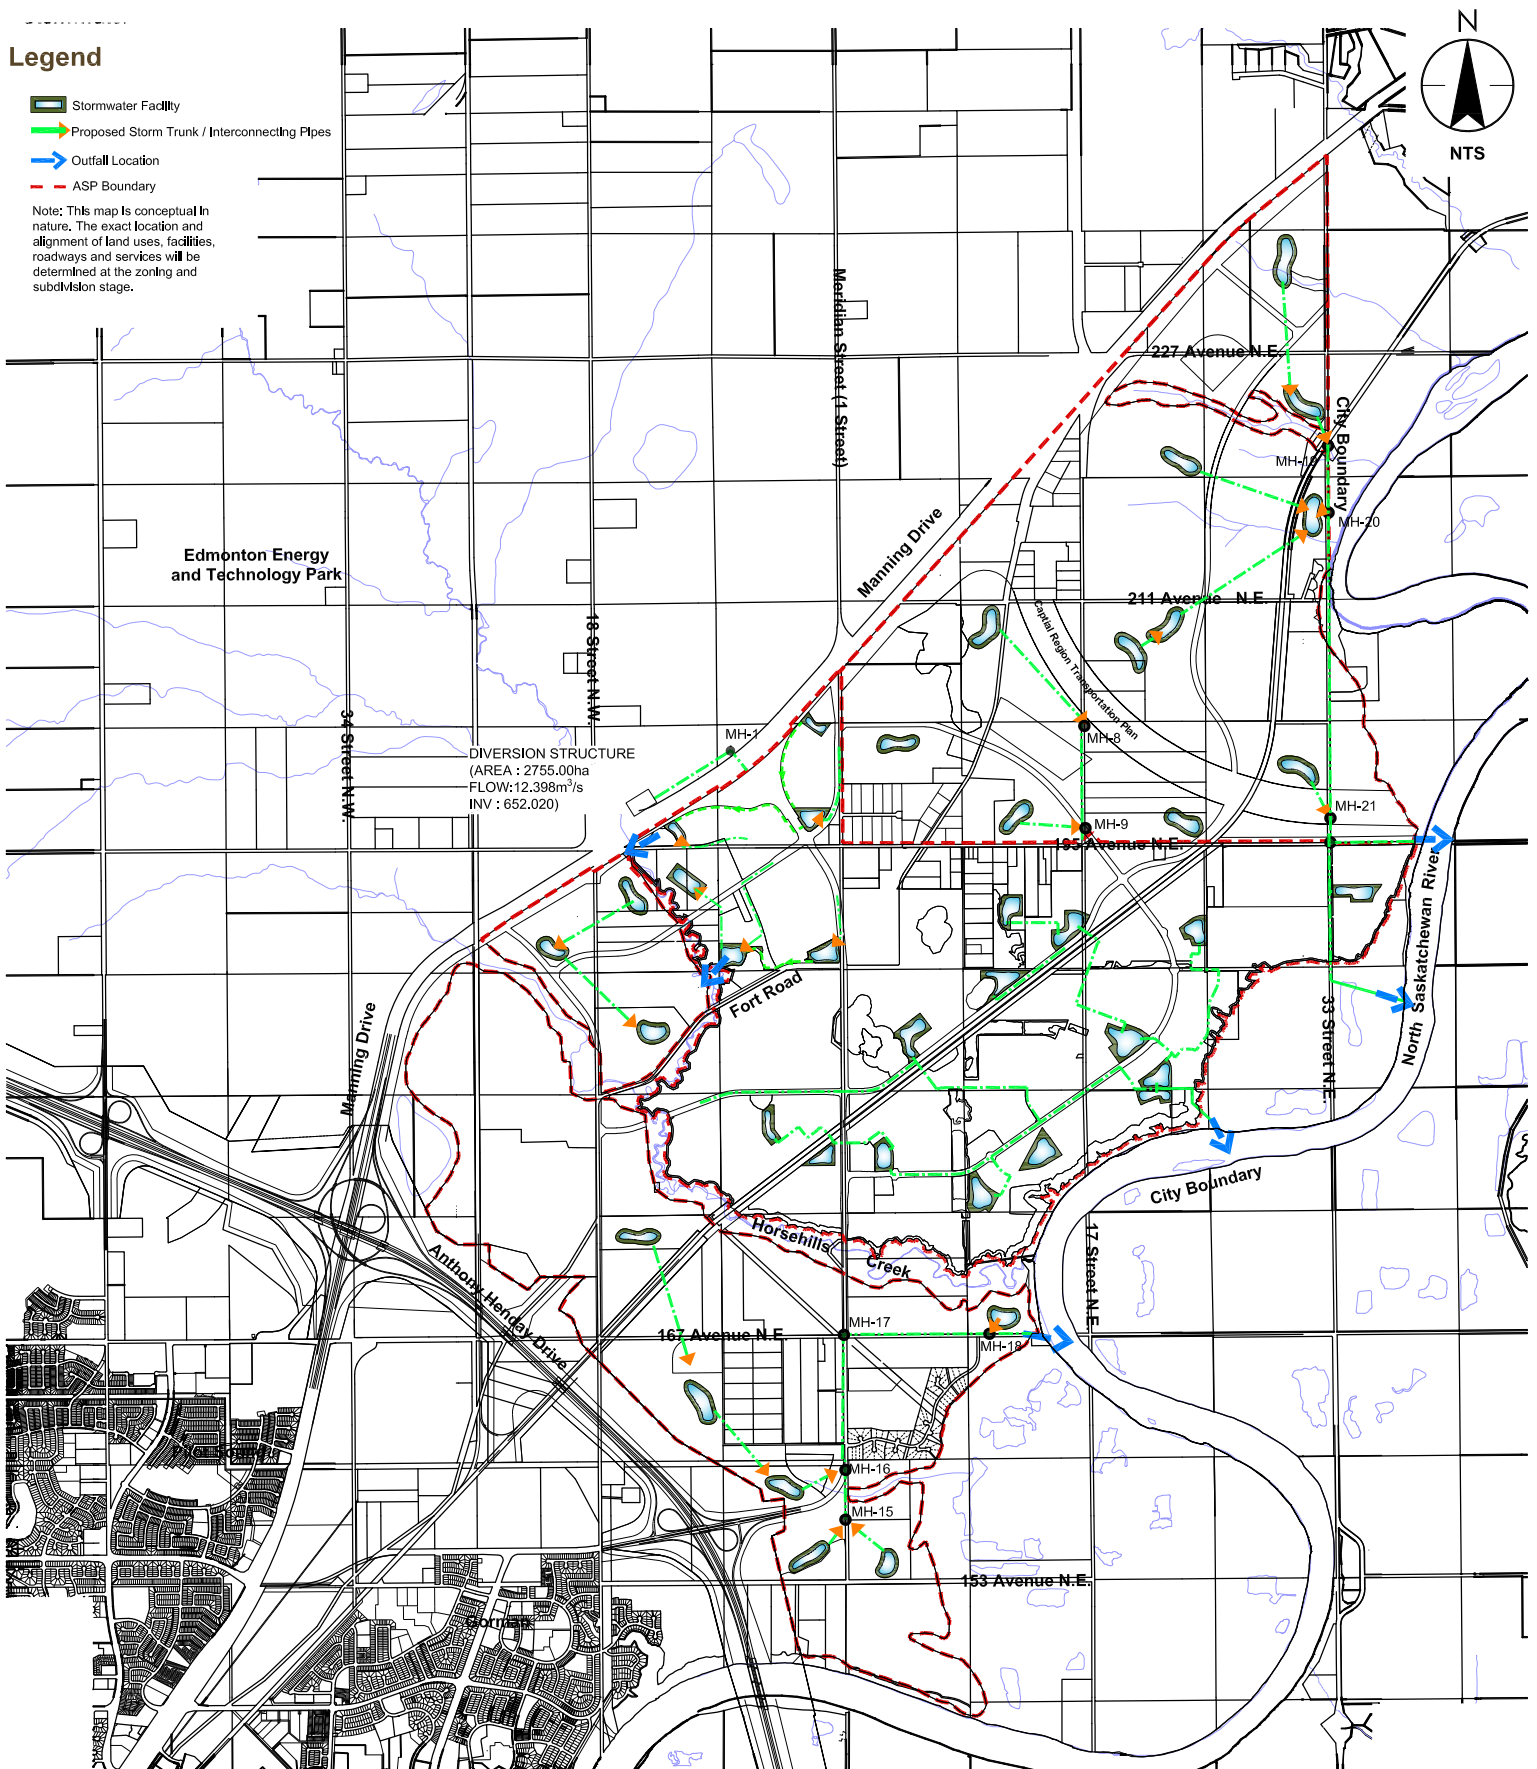 Legend
Stormwater Facility
Proposed Storm Trunk / Interconnecting Pipes
Outfall Location
ASP Boundary
Note: This map is conceptual in
nature. The exact location and
alignment of land uses, facilities,
roadways and services will be
determined at the zoning and
subdivision stage.
N
NTS
Meridian Street (1 Street)
227 Avenue N.E.
City Boundary
MH-19
MH-20
Manning Drive
Edmonton Energy
and Technology Park
211 Avenue N.E.
18 Street N.W.
Captial Region Transportation Plan
34 Street N.W.
MH-1
MH-8
DIVERSION STRUCTURE
(AREA : 2755.00ha
FLOW:12.398m³/s
INV : 652.020)
MH-21
MH-9
195 Avenue N.E.
North Saskatchewan River
Fort Road
33 Street N.E.
Manning Drive
City Boundary
Horsehills
Creek
17 Street N.E.
Anthony Henday Drive
167 Avenue N.E.
MH-17
MH-18
MH-16
MH-15
153 Avenue N.E.
Gorman